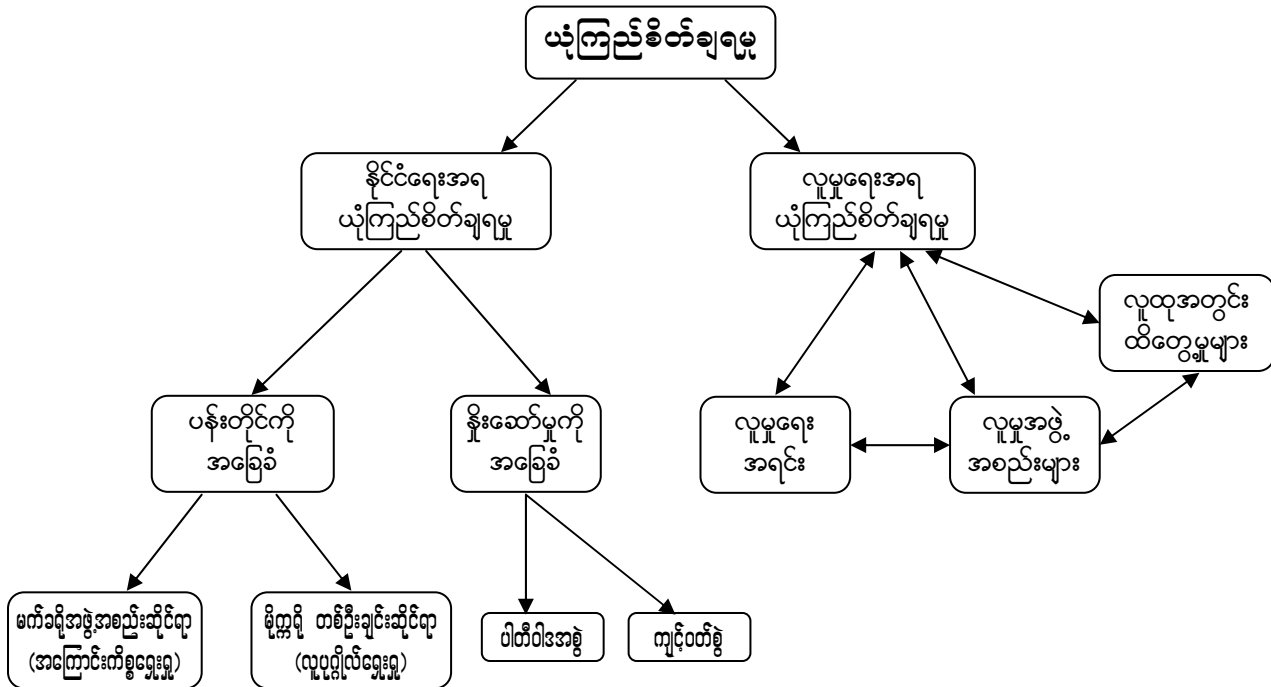 ယုံကြည်စိတ်ချရမှု
နိုင်ငံရေးအရ
ယုံကြည်စိတ်ချရမှု
လူမှုရေးအရ
ယုံကြည်စိတ်ချရမှု
လူထုအတွင်း
ထိတွေ့မှုများ
ပန်းတိုင်ကို
အခြေခံ
နှိုးဆော်မှုကို
အခြေခံ
လူမှုရေး
အရင်း
လူမှုအဖွဲ့
အစည်းများ
မက်ခရိုအဖွဲ့အစည်းဆိုင်ရာ
(အကြောင်းကိစ္စရှေးရှု)
မိုက္ကရို တစ်ဦးချင်းဆိုင်ရာ
(လူပုဂ္ဂိုလ်ရှေးရှု)
ပါတီဝါဒအစွဲ
ကျင့်ဝတ်စွဲ